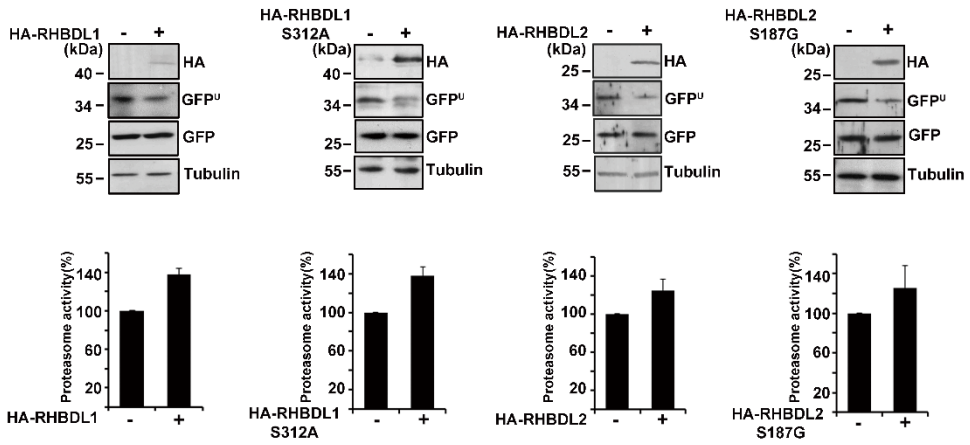 HA-RHBDL1 - +
(kDa)
40
HA
34
GFPᵁ
25
GFP
55
Tubulin
HA-RHBDL1
S312A - +
(kDa)
40
HA
34
GFPᵁ
25
GFP
55
Tubulin
HA-RHBDL2 - +
(kDa)
25
HA
34
GFPᵁ
25
GFP
55
Tubulin
HA-RHBDL2
S187G - +
(kDa)
25
HA
34
GFPᵁ
25
GFP
55
Tubulin
Proteasome activity(%)
140
100
60
20
HA-RHBDL1 - +
Proteasome activity(%)
140
100
60
20
HA-RHBDL1 - +
S312A
Proteasome activity(%)
140
100
60
20
HA-RHBDL2 - +
Proteasome activity(%)
140
100
60
20
HA-RHBDL2 - +
S187G